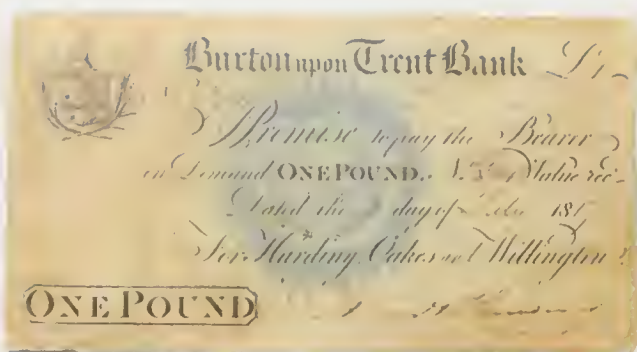 Burton upon Trent Bank £1
I Promise to pay the Bearer
on Demand ONE POUND. Value rec
Dated the day of 181
For Harding, Oakes and Willington
ONE POUND